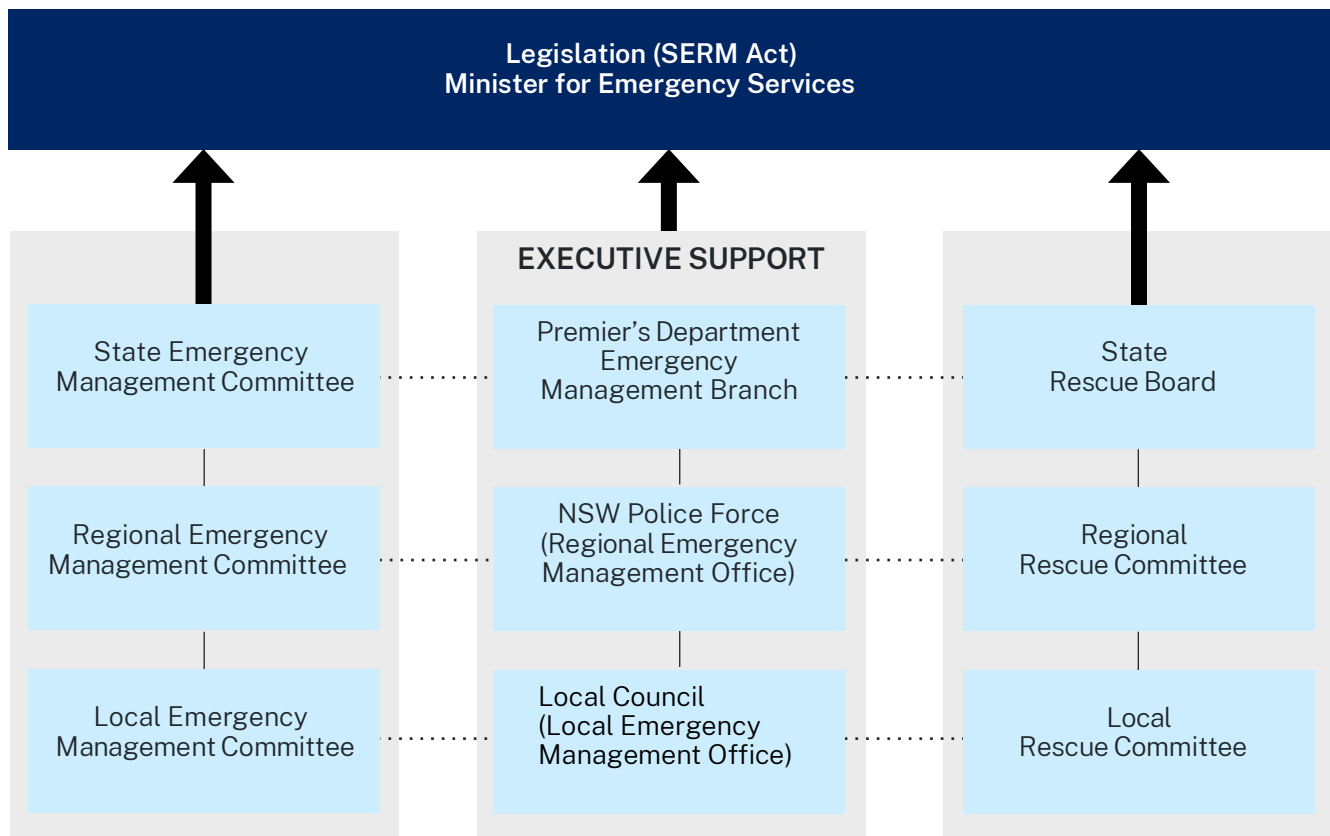 Legislation (SERM Act)
Minister for Emergency Services
EXECUTIVE SUPPORT
State Emergency
Management Committee
Premier’s Department
Emergency
Management Branch
State
Rescue Board
Regional Emergency
Management Committee
NSW Police Force
(Regional Emergency
Management Office)
Regional
Rescue Committee
Local Emergency
Management Committee
Local Council
(Local Emergency
Management Office)
Local
Rescue Committee